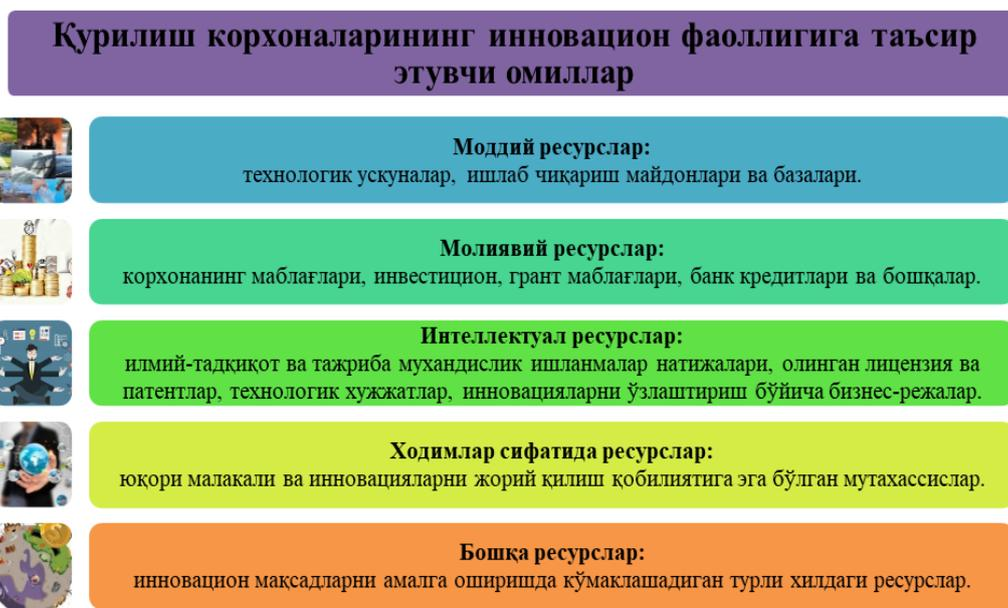 Қурилиш корхоналарининг инновацион фаоллигига таъсир
этувчи омиллар
Моддий ресурслар:
технологик ускуналар, ишлаб чиқариш майдонлари ва базалари.
Молиявий ресурслар:
корхонанинг маблағлари, инвестицион, грант маблағлари, банк кредитлари ва бошқалар.
Интеллектуал ресурслар:
илмий-тадқиқот ва тажриба мухандислик ишланмалар натижалари, олинган лицензия ва
патентлар, технологик хужжатлар, инновацияларни ўзлаштириш бўйича бизнес-режалар.
Ходимлар сифатида ресурслар:
юқори малакали ва инновацияларни жорий қилиш қобилиятига эга бўлган мутахассислар.
Бошқа ресурслар:
инновацион мақсадларни амалга оширишда кўмаклашадиган турли хилдаги ресурслар.